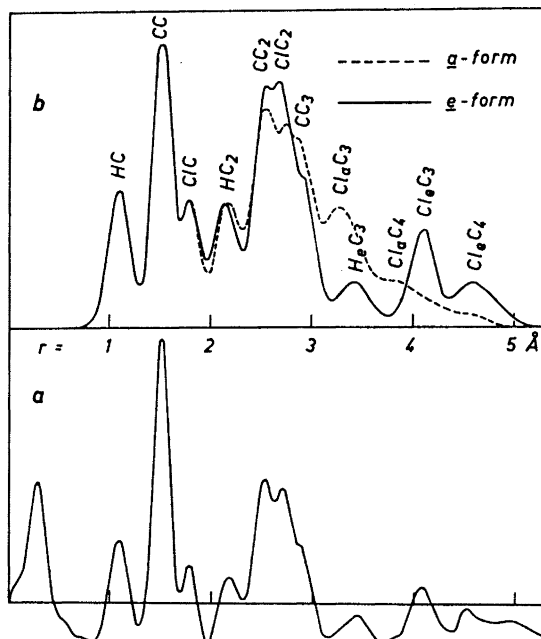 CC
b
HC
ClC
HC₂
CC₂
ClC₂
CC₃
ClₐC₃
HₑC₃
ClₐC₄
ClₑC₃
ClₑC₄
a-form
e-form
r = 1 2 3 4 5 Å
a